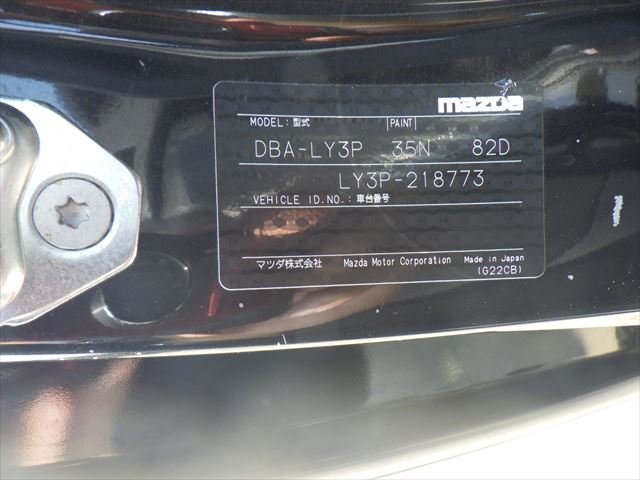 mazda
MODEL : 型式 PAINT
DBA-LY3P 35N 82D
LY3P-218773
VEHICLE ID.NO.: 車台番号
マツダ株式会社 Mazda Motor Corporation Made in Japan
(G22CB)